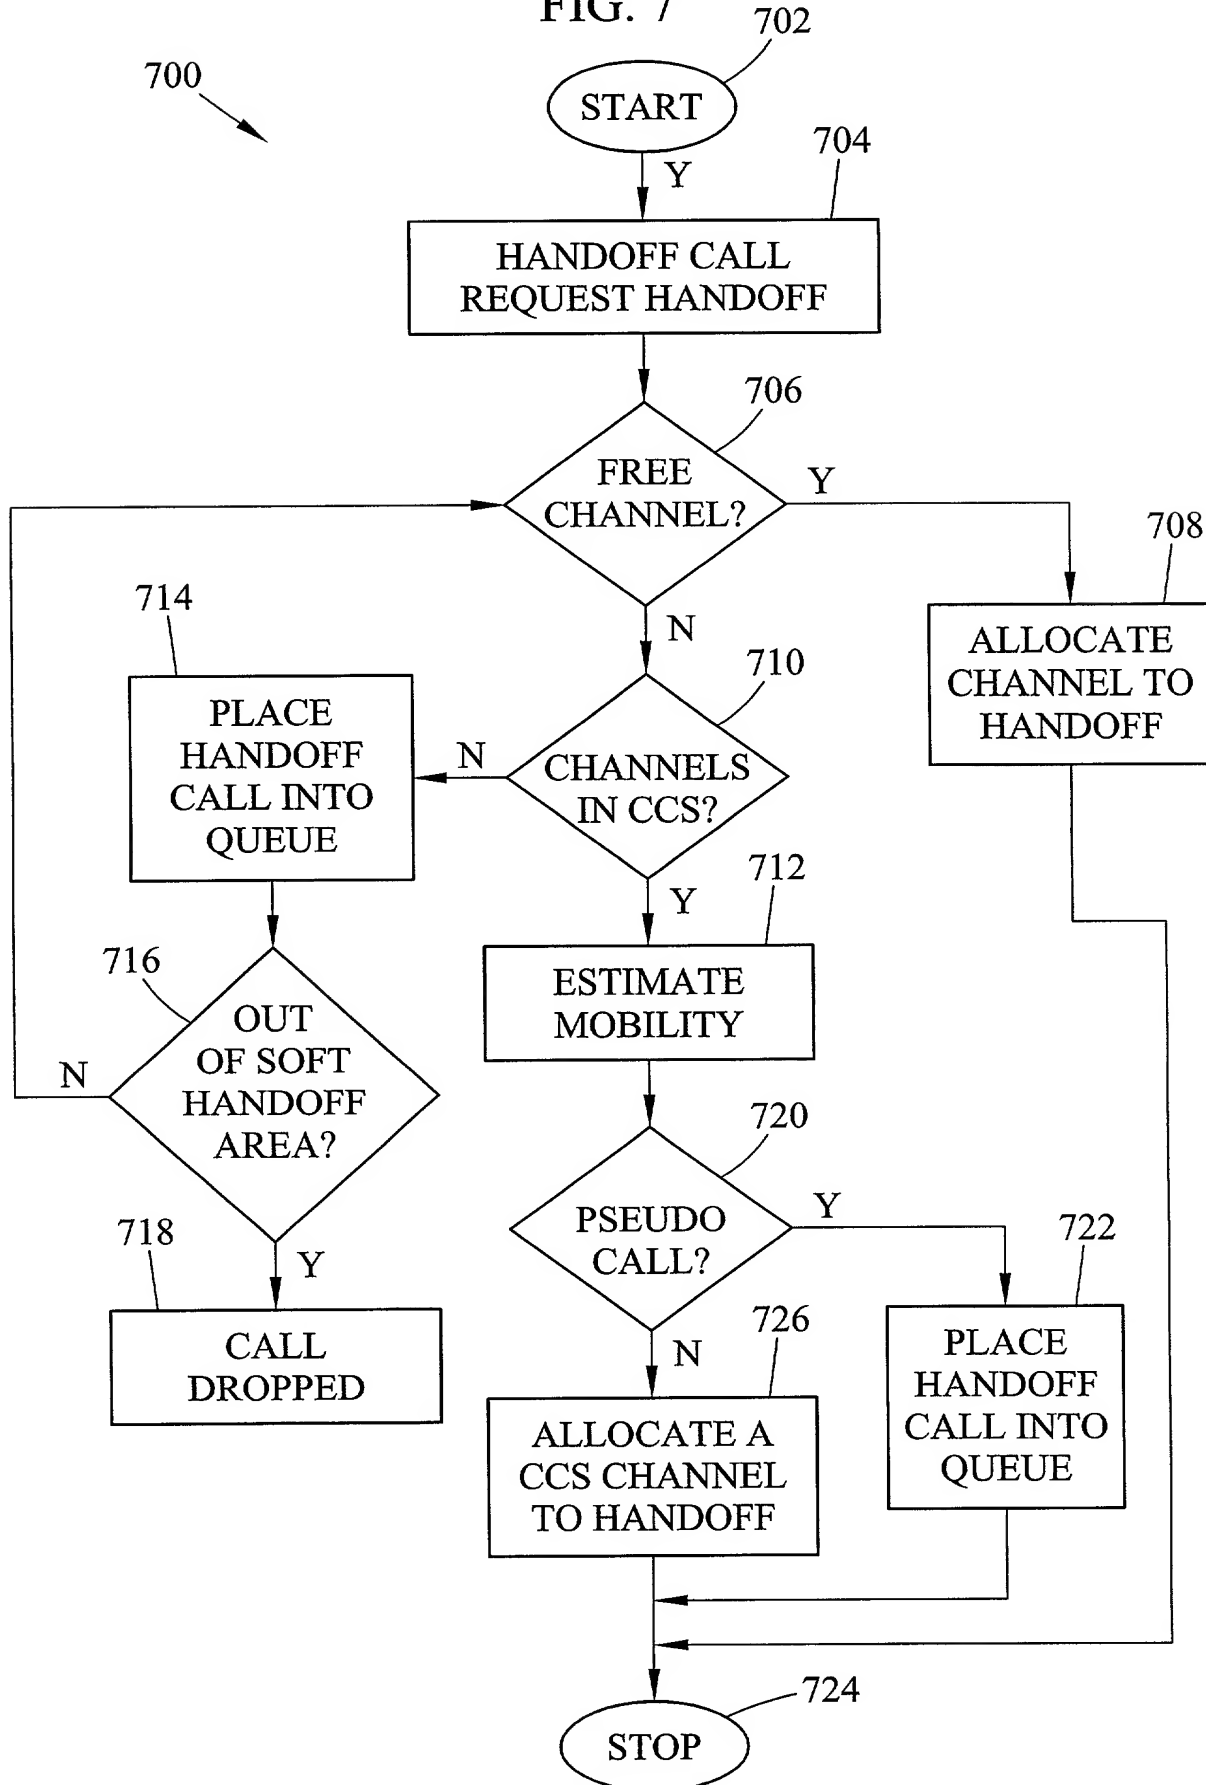 FIG. 7
702
700
START
Y
704
HANDOFF CALL
REQUEST HANDOFF
706
FREE
CHANNEL?
Y
708
ALLOCATE
CHANNEL TO
HANDOFF
N
714
PLACE
HANDOFF
CALL INTO
QUEUE
710
CHANNELS
IN CCS?
N
Y
712
ESTIMATE
MOBILITY
716
OUT
OF SOFT
HANDOFF
AREA?
N
Y
718
CALL
DROPPED
720
PSEUDO
CALL?
Y
722
PLACE
HANDOFF
CALL INTO
QUEUE
N
726
ALLOCATE A
CCS CHANNEL
TO HANDOFF
724
STOP